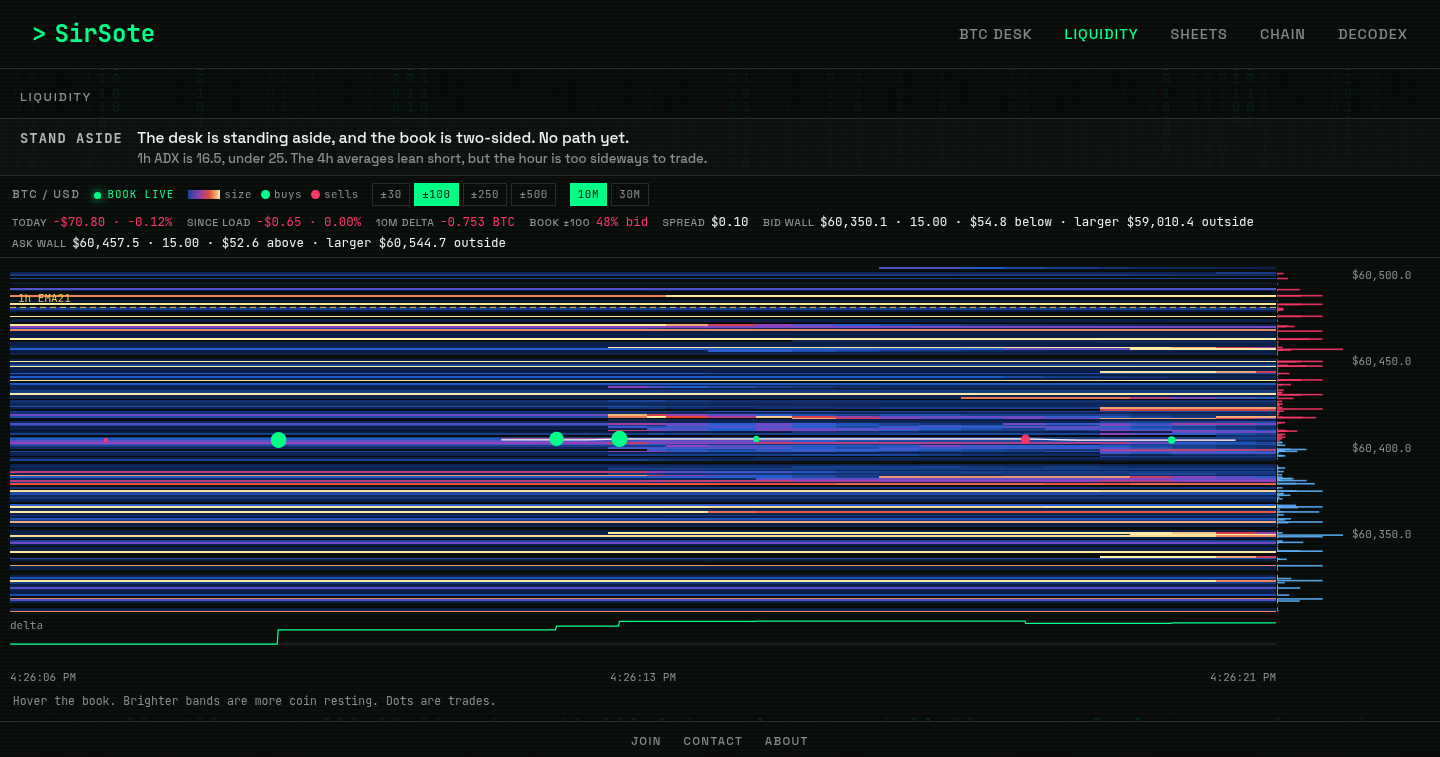 > SirSote
BTC DESK LIQUIDITY SHEETS CHAIN DECODEX
LIQUIDITY
STAND ASIDE The desk is standing aside, and the book is two-sided. No path yet.
1h ADX is 16.5, under 25. The 4h averages lean short, but the hour is too sideways to trade.
BTC / USD BOOK LIVE size buys sells ±30 ±100 ±250 ±500 10M 30M
TODAY -$70.80 · -0.12% SINCE LOAD -$0.65 · 0.00% 10M DELTA -0.753 BTC BOOK ±100 48% bid SPREAD $0.10 BID WALL $60,350.1 · 15.00 · $54.8 below · larger $59,010.4 outside
ASK WALL $60,457.5 · 15.00 · $52.6 above · larger $60,544.7 outside
$60,500.0
1h EMA21
$60,450.0
$60,400.0
$60,350.0
delta
4:26:06 PM 4:26:13 PM 4:26:21 PM
Hover the book. Brighter bands are more coin resting. Dots are trades.
JOIN CONTACT ABOUT